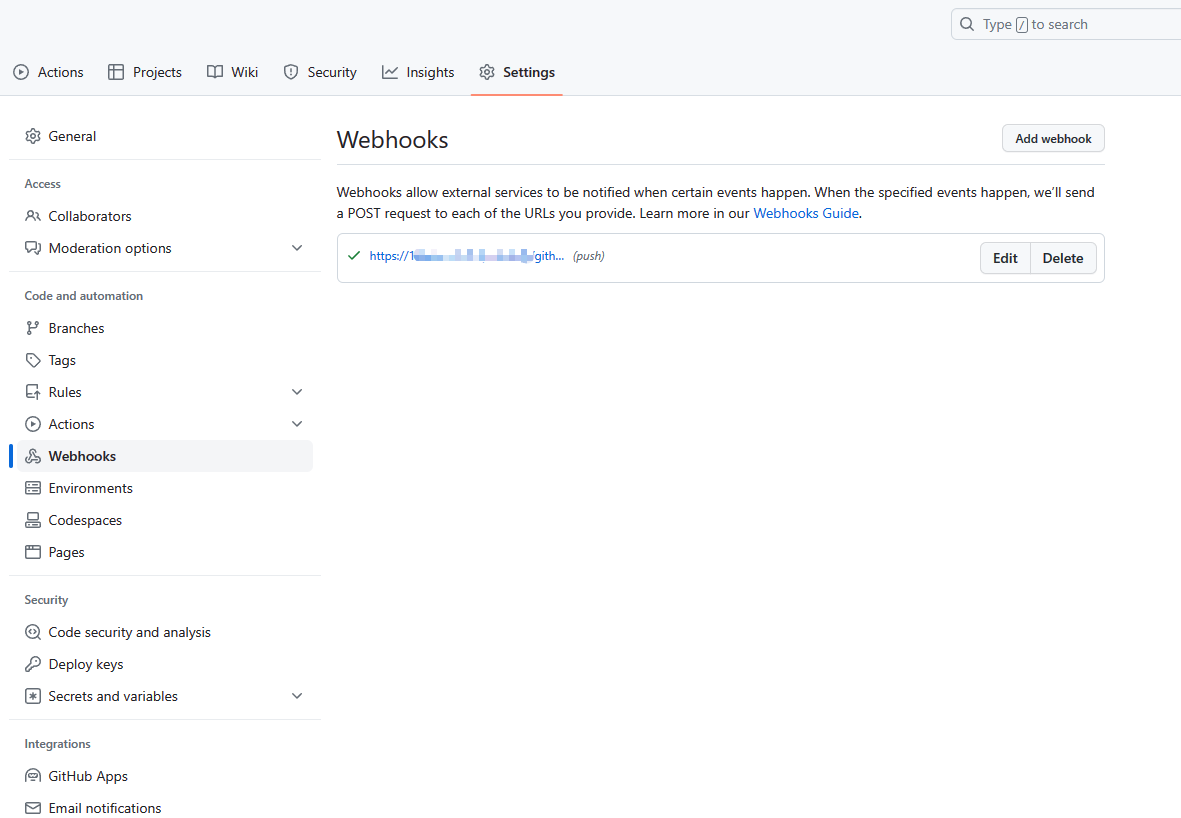 Type / to search
Actions Projects Wiki Security Insights Settings
General
Access
Collaborators
Moderation options
Code and automation
Branches
Tags
Rules
Actions
Webhooks
Environments
Codespaces
Pages
Security
Code security and analysis
Deploy keys
Secrets and variables
Integrations
GitHub Apps
Email notifications
Webhooks
Add webhook
Webhooks allow external services to be notified when certain events happen. When the specified events happen, we’ll send
a POST request to each of the URLs you provide. Learn more in our Webhooks Guide.
https://1 /gith... (push)
Edit Delete